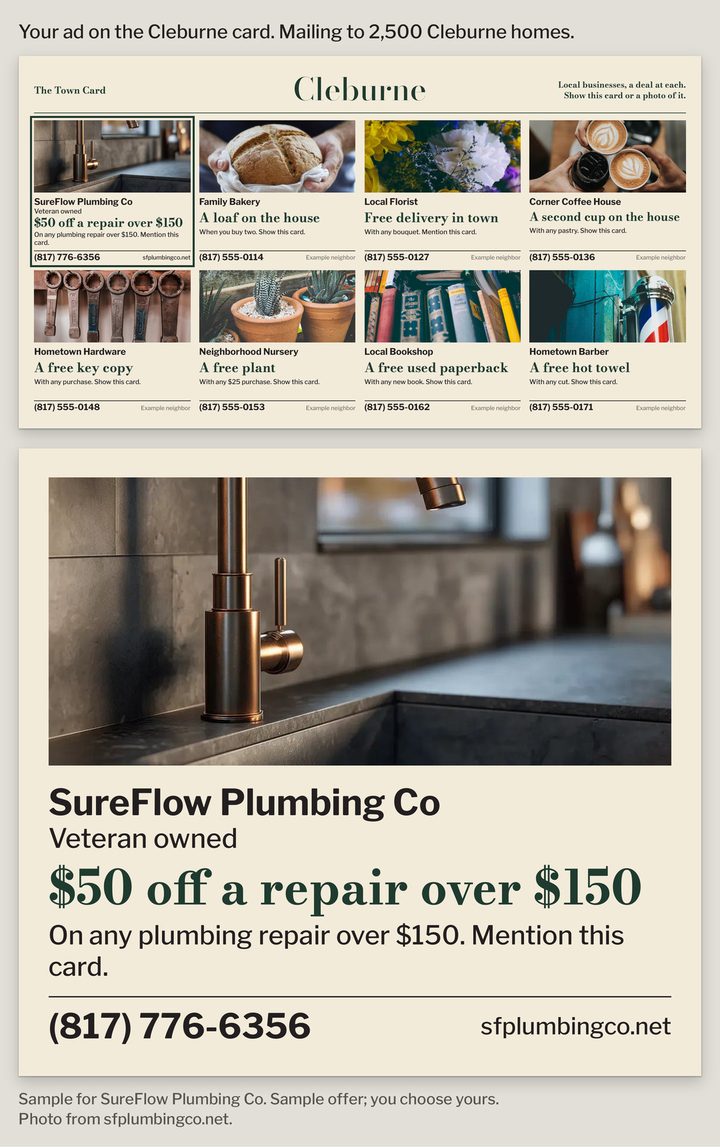 Your ad on the Cleburne card. Mailing to 2,500 Cleburne homes.
The Town Card
Cleburne
Local businesses, a deal at each.
Show this card or a photo of it.
SureFlow Plumbing Co
Veteran owned
$50 off a repair over $150
On any plumbing repair over $150. Mention this
card.
(817) 776-6356
sfplumbingco.net
Family Bakery
A loaf on the house
When you buy two. Show this card.
(817) 555-0114
Example neighbor
Local Florist
Free delivery in town
With any bouquet. Mention this card.
(817) 555-0127
Example neighbor
Corner Coffee House
A second cup on the house
With any pastry. Show this card.
(817) 555-0136
Example neighbor
Hometown Hardware
A free key copy
With any purchase. Show this card.
(817) 555-0148
Example neighbor
Neighborhood Nursery
A free plant
With any $25 purchase. Show this card.
(817) 555-0153
Example neighbor
Local Bookshop
A free used paperback
With any new book. Show this card.
(817) 555-0162
Example neighbor
Hometown Barber
A free hot towel
With any cut. Show this card.
(817) 555-0171
Example neighbor
SureFlow Plumbing Co
Veteran owned
$50 off a repair over $150
On any plumbing repair over $150. Mention this
card.
(817) 776-6356
sfplumbingco.net
Sample for SureFlow Plumbing Co. Sample offer; you choose yours.
Photo from sfplumbingco.net.